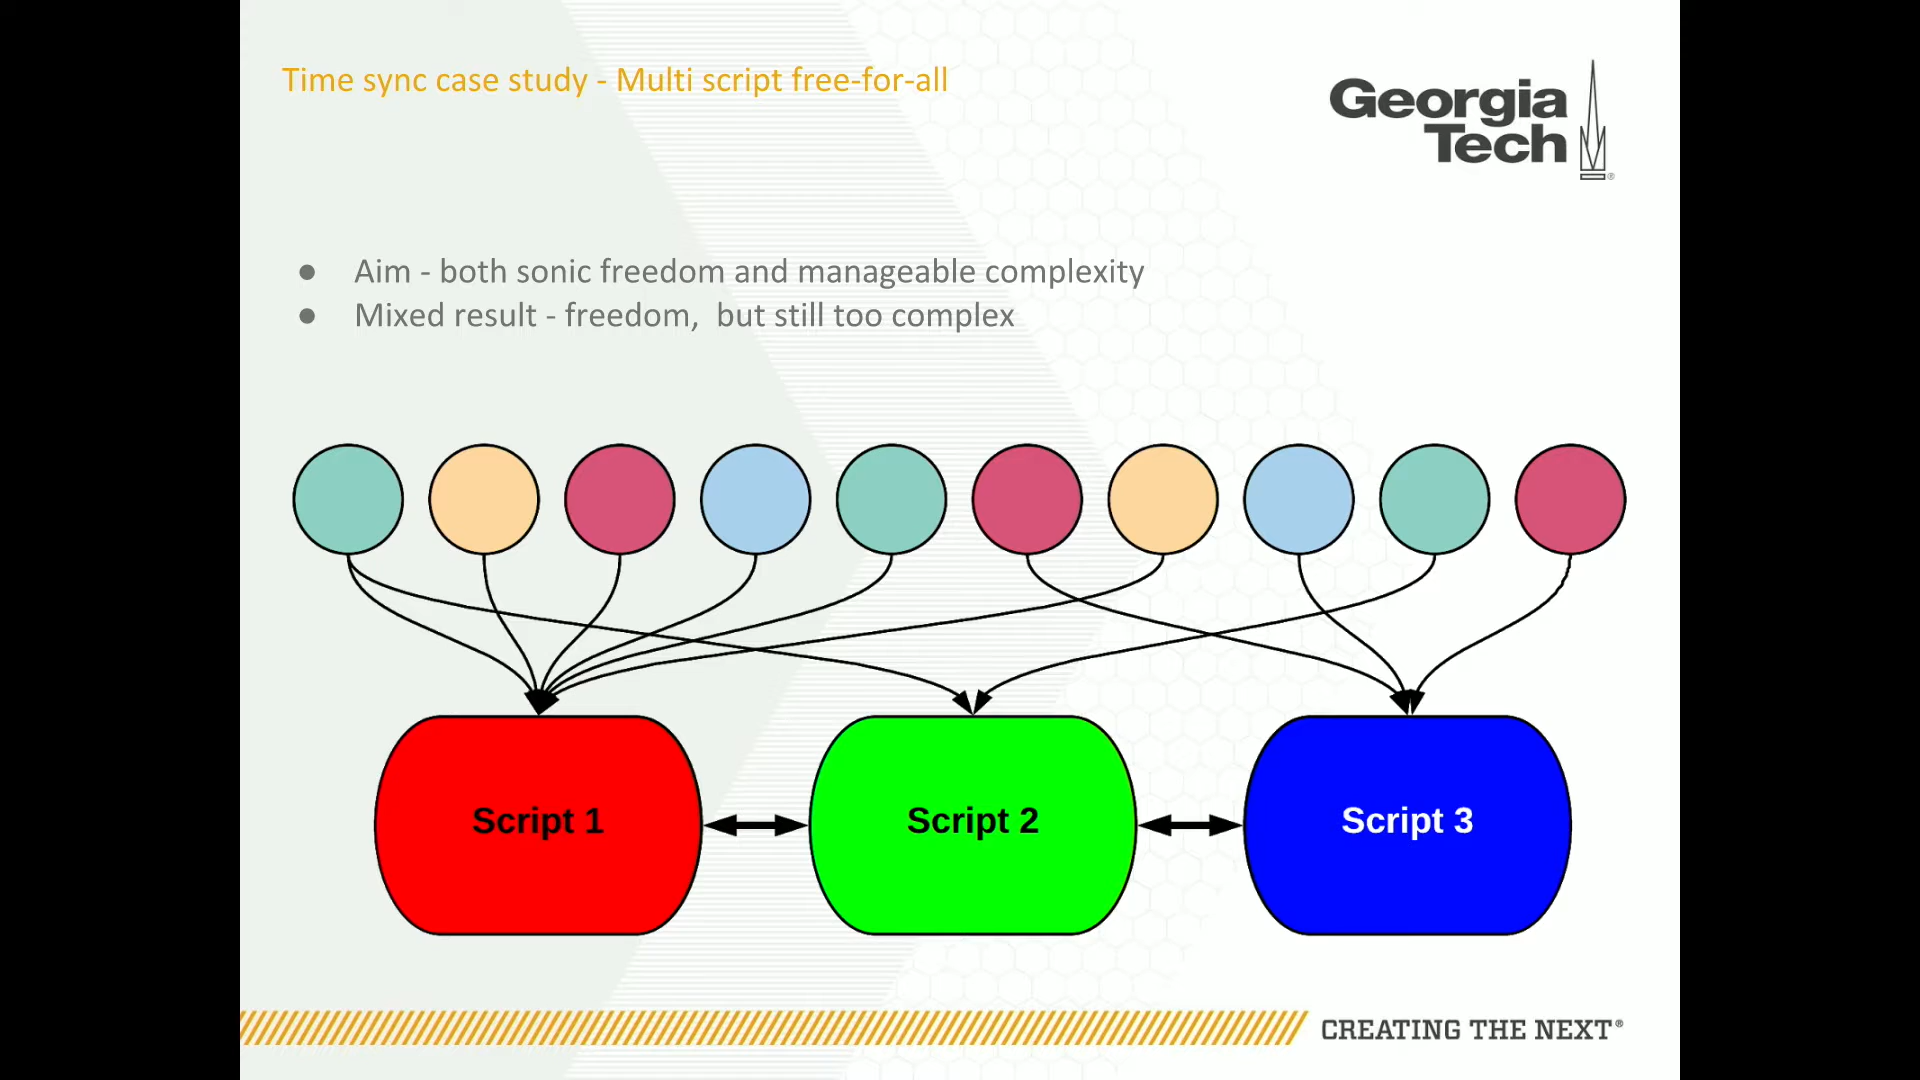 Time sync case study - Multi script free-for-all
Georgia
Tech
®
● Aim - both sonic freedom and manageable complexity
● Mixed result - freedom, but still too complex
Script 1
Script 2
Script 3
CREATING THE NEXT®